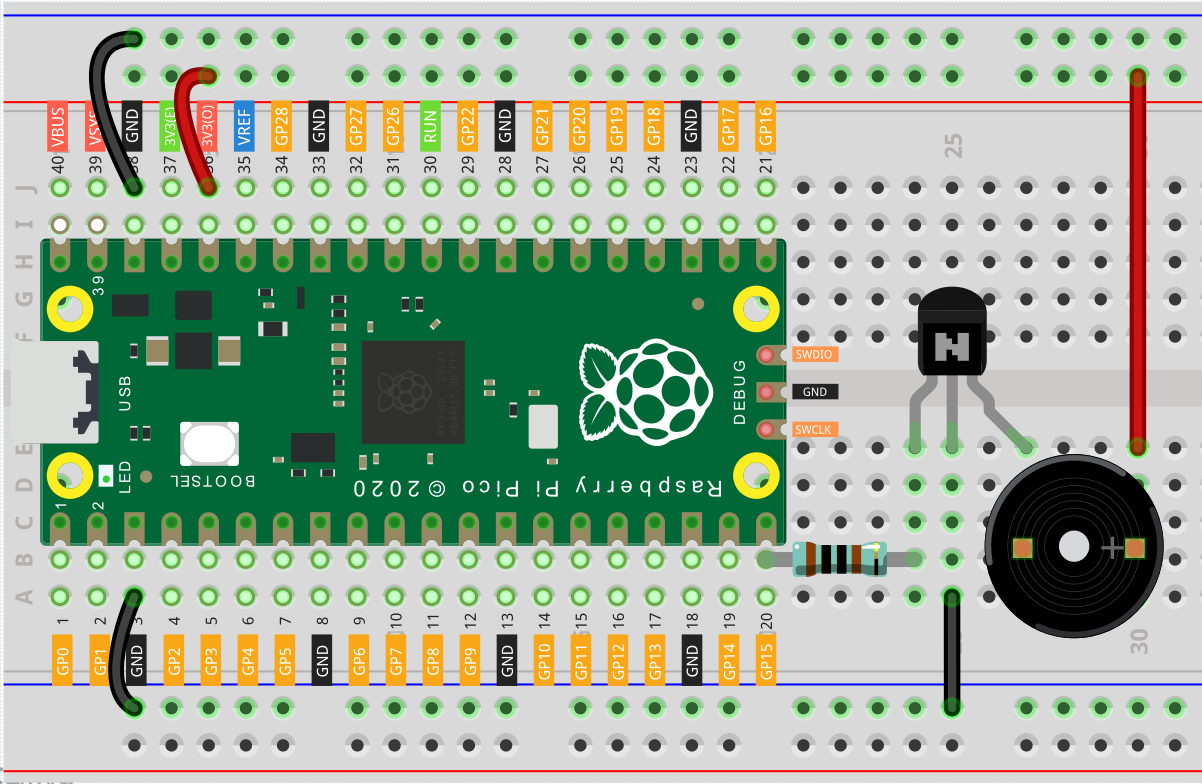 VBUS VSYS GND 3V3(E) 3V3(O) VREF GP28 GND GP27 GP26 RUN GP22 GND GP21 GP20 GP19 GP18 GND GP17 GP16
40 39 38 37 36 35 34 33 32 31 30 29 28 27 26 25 24 23 22 21
25
J
I
H
G
F
39
USB
DEBUG
SWDIO
GND
SWCLK
N
E
D
C
B
A
LED
BOOTSEL
Raspberry Pi Pico © 2020
1
2
+
1 2 3 4 5 6 7 8 9 10 11 12 13 14 15 16 17 18 19 20
30
GP0 GP1 GND GP2 GP3 GP4 GP5 GND GP6 GP7 GP8 GP9 GND GP10 GP11 GP12 GP13 GND GP14 GP15